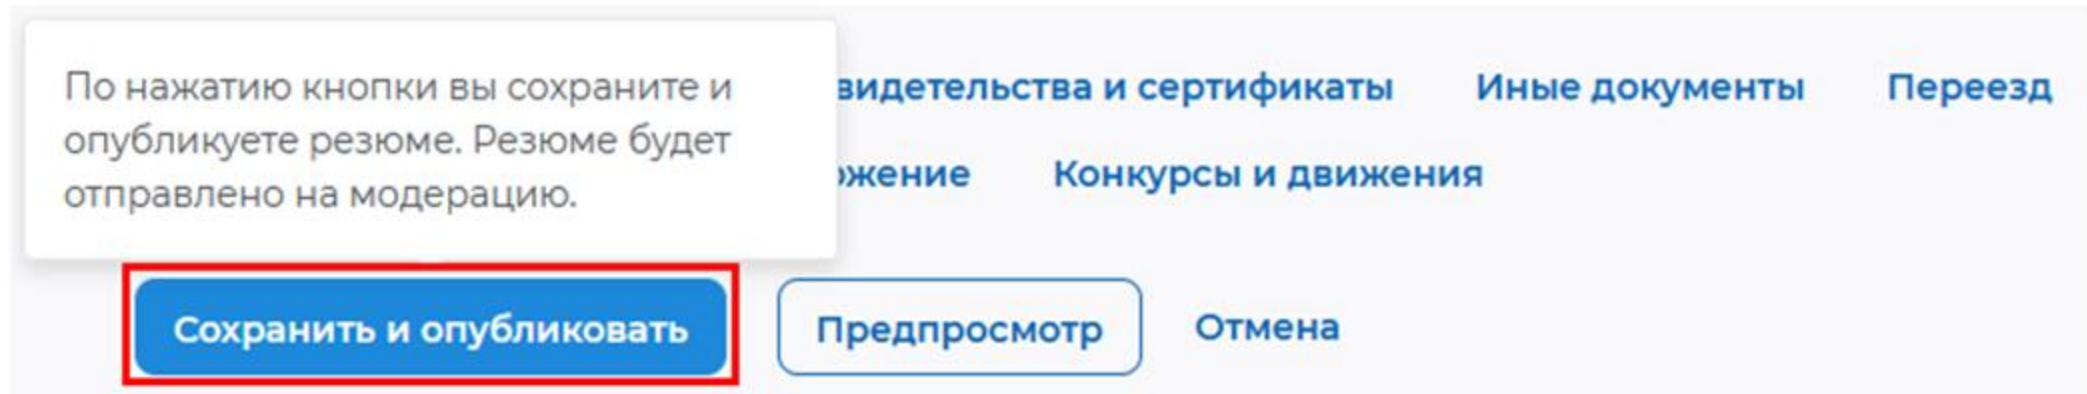 По нажатию кнопки вы сохраните и
опубликуете резюме. Резюме будет
отправлено на модерацию.
видетельства и сертификаты Иные документы Переезд
ожение Конкурсы и движения
Сохранить и опубликовать Предпросмотр Отмена